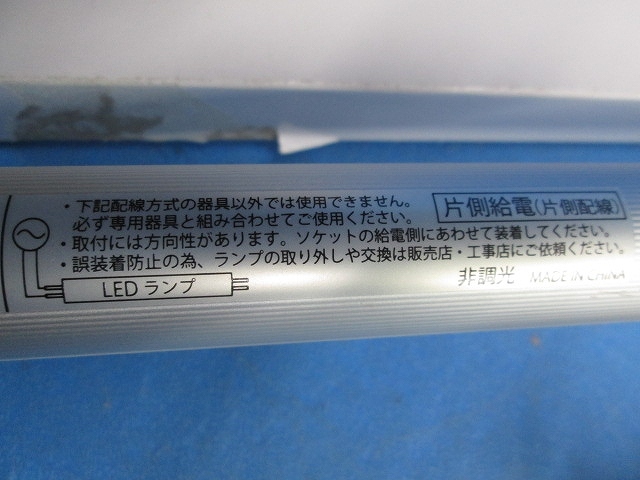 ・下記配線方式の器具以外では使用できません。
必ず専用器具と組み合わせてご使用ください。
片側給電(片側配線)
・取付には方向性があります。ソケットの給電側にあわせて装着してください。
・誤装着防止の為、ランプの取り外しや交換は販売店・工事店にご依頼ください。
LED ランプ
非調光 MADE IN CHINA